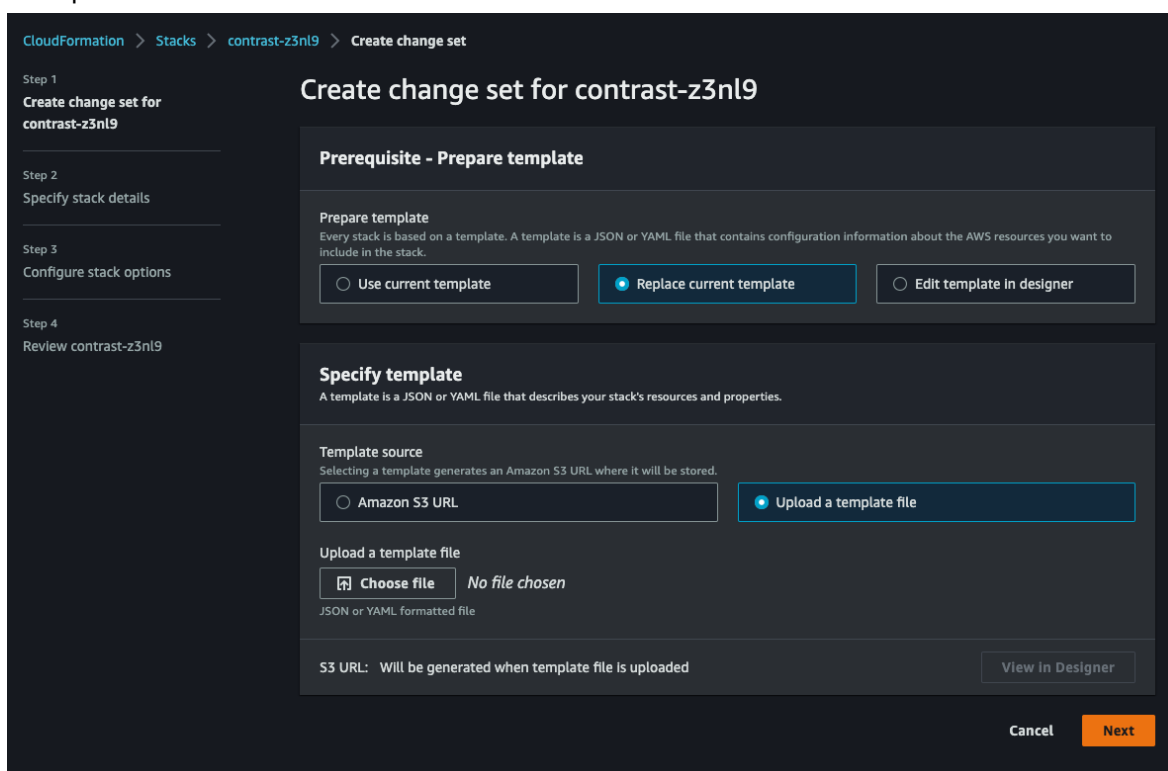 CloudFormation > Stacks > contrast-z3nl9 > Create change set
Step 1
Create change set for
contrast-z3nl9
Step 2
Specify stack details
Step 3
Configure stack options
Step 4
Review contrast-z3nl9
Create change set for contrast-z3nl9
Prerequisite - Prepare template
Prepare template
Every stack is based on a template. A template is a JSON or YAML file that contains configuration information about the AWS resources you want to
include in the stack.
Use current template
Replace current template
Edit template in designer
Specify template
A template is a JSON or YAML file that describes your stack's resources and properties.
Template source
Selecting a template generates an Amazon S3 URL where it will be stored.
Amazon S3 URL
Upload a template file
Upload a template file
Choose file No file chosen
JSON or YAML formatted file
S3 URL: Will be generated when template file is uploaded
View in Designer
Cancel
Next